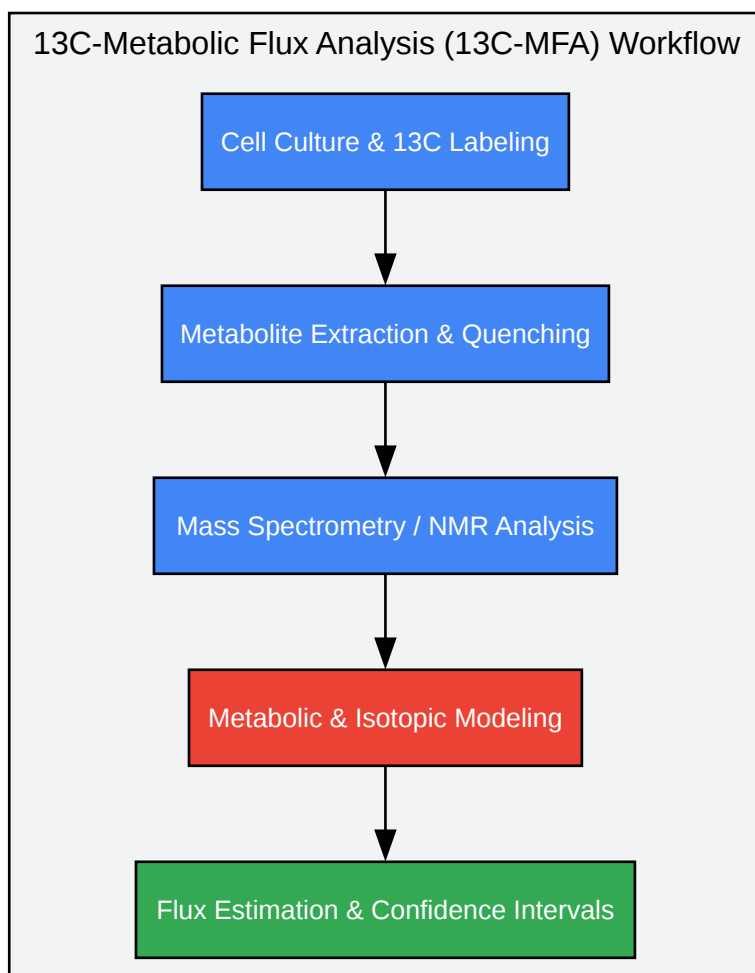 13C-Metabolic Flux Analysis (13C-MFA) Workflow
Cell Culture & 13C Labeling
Metabolite Extraction & Quenching
Mass Spectrometry / NMR Analysis
Metabolic & Isotopic Modeling
Flux Estimation & Confidence Intervals